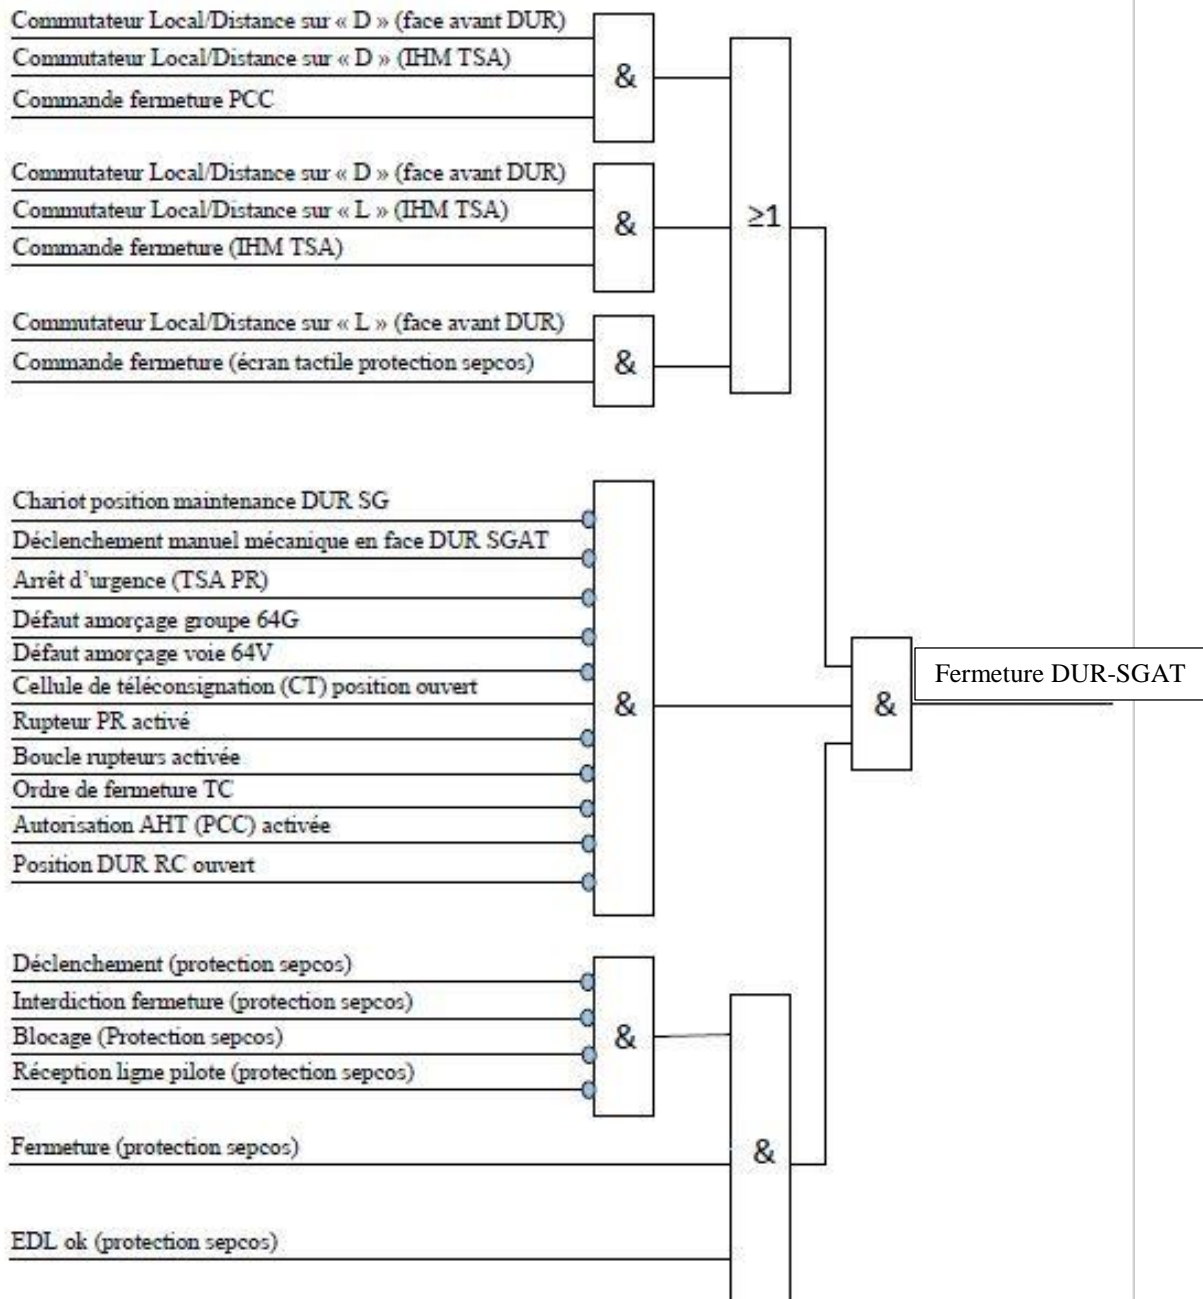 Commutateur Local/Distance sur « D » (face avant DUR)
Commutateur Local/Distance sur « D » (IHM TSA)
&
Commande fermeture PCC
Commutateur Local/Distance sur « D » (face avant DUR)
Commutateur Local/Distance sur « L » (IHM TSA)
&
≥1
Commande fermeture (IHM TSA)
Commutateur Local/Distance sur « L » (face avant DUR)
Commande fermeture (écran tactile protection sepcos)
&
Chariot position maintenance DUR SG
Déclenchement manuel mécanique en face DUR SGAT
Arrêt d'urgence (TSA PR)
Défaut amorçage groupe 64G
Défaut amorçage voie 64V
Cellule de téléconsignation (CT) position ouvert
&
Rupteur PR activé
Boucle rupteurs activée
Ordre de fermeture TC
Autorisation AHT (PCC) activée
Position DUR RC ouvert
&
Fermeture DUR-SGAT
Déclenchement (protection sepcos)
Interdiction fermeture (protection sepcos)
Blocage (Protection sepcos)
&
Réception ligne pilote (protection sepcos)
Fermeture (protection sepcos)
&
EDL ok (protection sepcos)